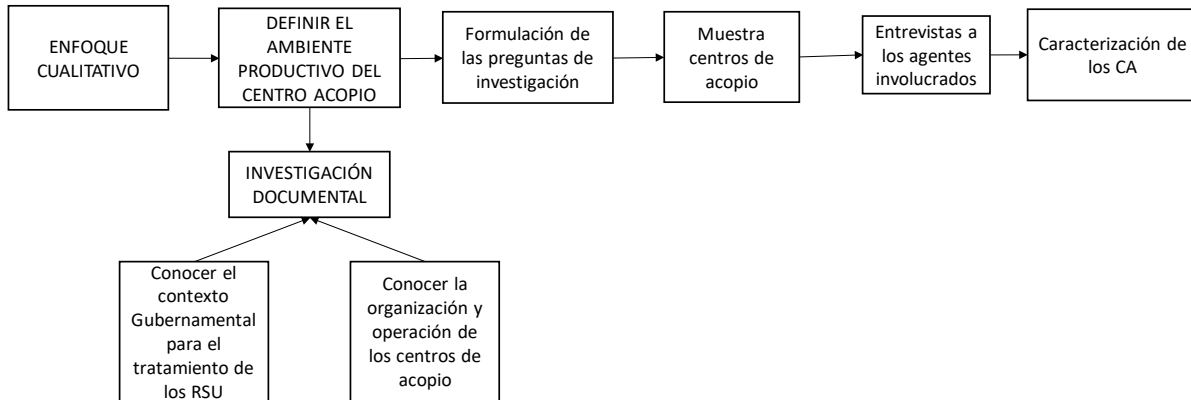 ENFOQUE
CUALITATIVO
DEFINIR EL
AMBIENTE
PRODUCTIVO DEL
CENTRO ACOPIO
Formulación de
las preguntas de
investigación
Muestra
centros de
acopio
Entrevistas a
los agentes
involucrados
Caracterización de
los CA
INVESTIGACIÓN
DOCUMENTAL
Conocer el
contexto
Gubernamental
para el
tratamiento de
los RSU
Conocer la
organización y
operación de
los centros de
acopio